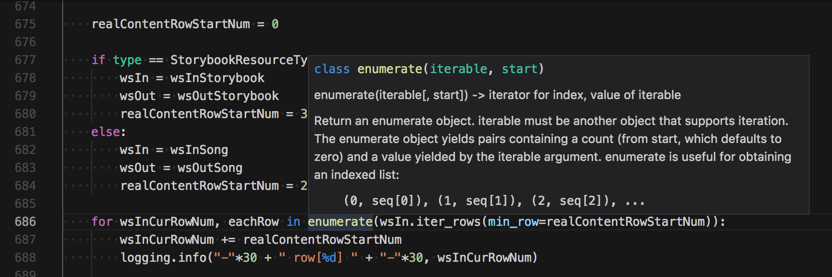 674
675 realContentRowStartNum = 0
676
677 if type == StorybookResourceTy
678 wsIn = wsInStorybook
679 wsOut = wsOutStorybook
680 realContentRowStartNum = 3
681 else:
682 wsIn = wsInSong
683 wsOut = wsOutSong
684 realContentRowStartNum = 2
685
class enumerate(iterable, start)
enumerate(iterable[, start]) -> iterator for index, value of iterable
Return an enumerate object. iterable must be another object that supports iteration.
The enumerate object yields pairs containing a count (from start, which defaults to
zero) and a value yielded by the iterable argument. enumerate is useful for obtaining
an indexed list:
(0, seq[0]), (1, seq[1]), (2, seq[2]), ...
686 for wsInCurRowNum, eachRow in enumerate(wsIn.iter_rows(min_row=realContentRowStartNum)):
687 wsInCurRowNum += realContentRowStartNum
688 logging.info("-"*30 + " row[%d] " + "-"*30, wsInCurRowNum)
689